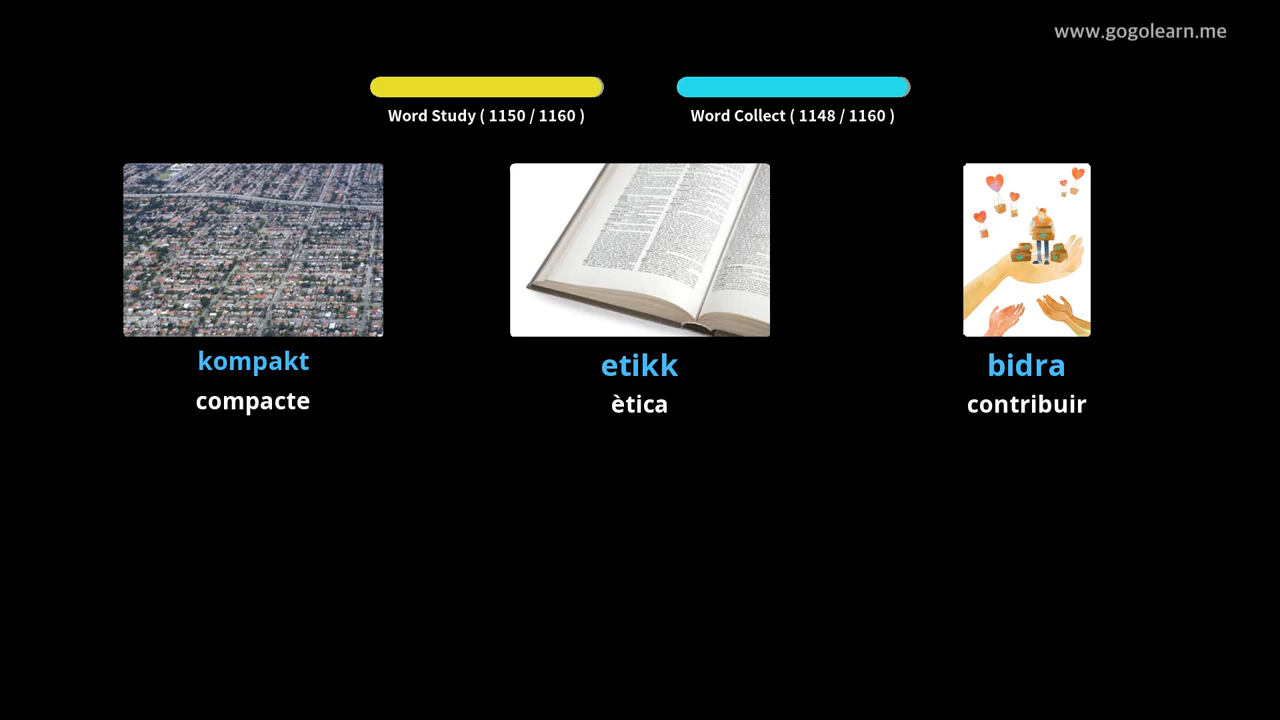 www.gogolearn.me
Word Study ( 1150 / 1160 )
Word Collect ( 1148 / 1160 )
kompakt
compacte
etikk
ètica
bidra
contribuir